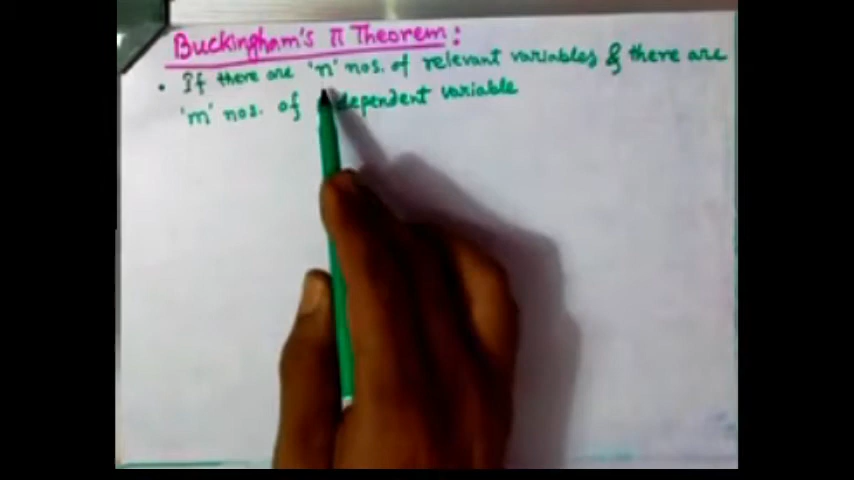 Buckingham's π Theorem :
• If there are 'n' nos. of relevant variables & there are
'm' nos. of dependent variable